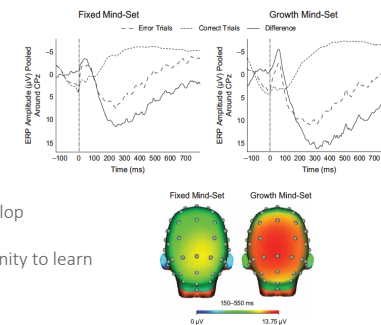 Fixed Mind-Set
Growth Mind-Set
Error Trials
Correct Trials
Difference
ERP Amplitude (µV) Pooled
Around CPz
−5
0
5
10
15
−100 0 100 200 300 400 500 600 700
Time (ms)
ERP Amplitude (µV) Pooled
Around CPz
−5
0
5
10
15
−100 0 100 200 300 400 500 600 700
Time (ms)
lop
nity to learn
Fixed Mind-Set
Growth Mind-Set
150–550 ms
0 µV
13.75 µV